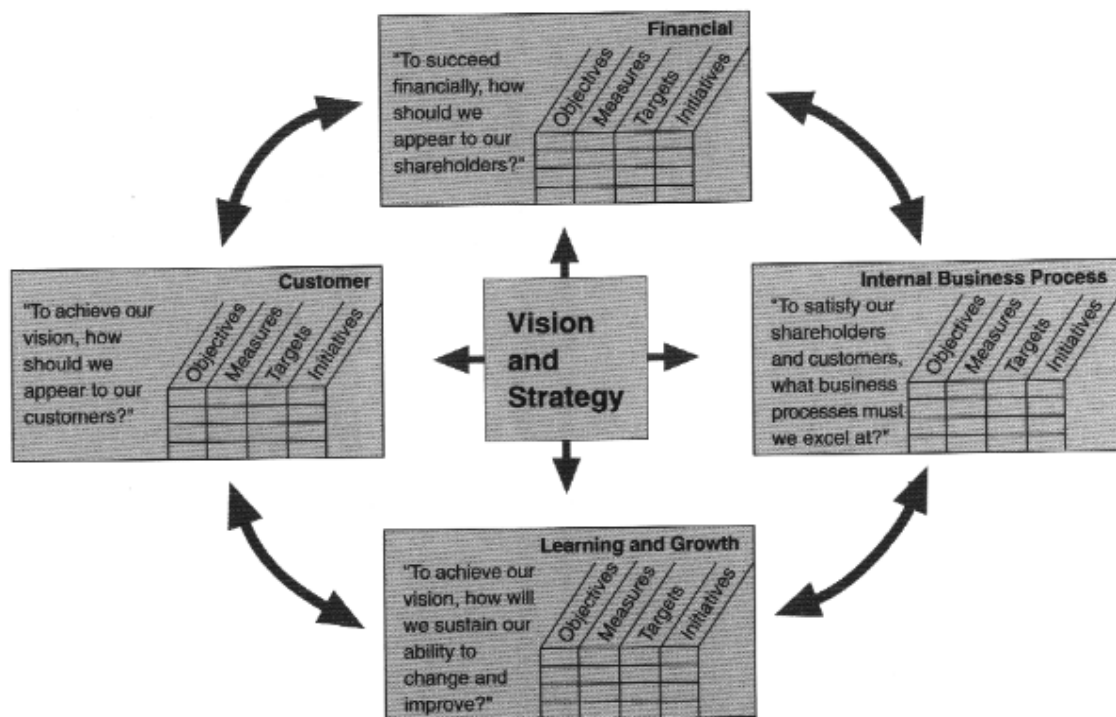 Financial
"To succeed
financially, how
should we
appear to our
shareholders?"
Objectives
Measures
Targets
Initiatives
Customer
"To achieve our
vision, how
should we
appear to our
customers?"
Objectives
Measures
Targets
Initiatives
Vision
and
Strategy
Internal Business Process
"To satisfy our
shareholders
and customers,
what business
processes must
we excel at?"
Objectives
Measures
Targets
Initiatives
Learning and Growth
"To achieve our
vision, how will
we sustain our
ability to
change and
improve?"
Objectives
Measures
Targets
Initiatives